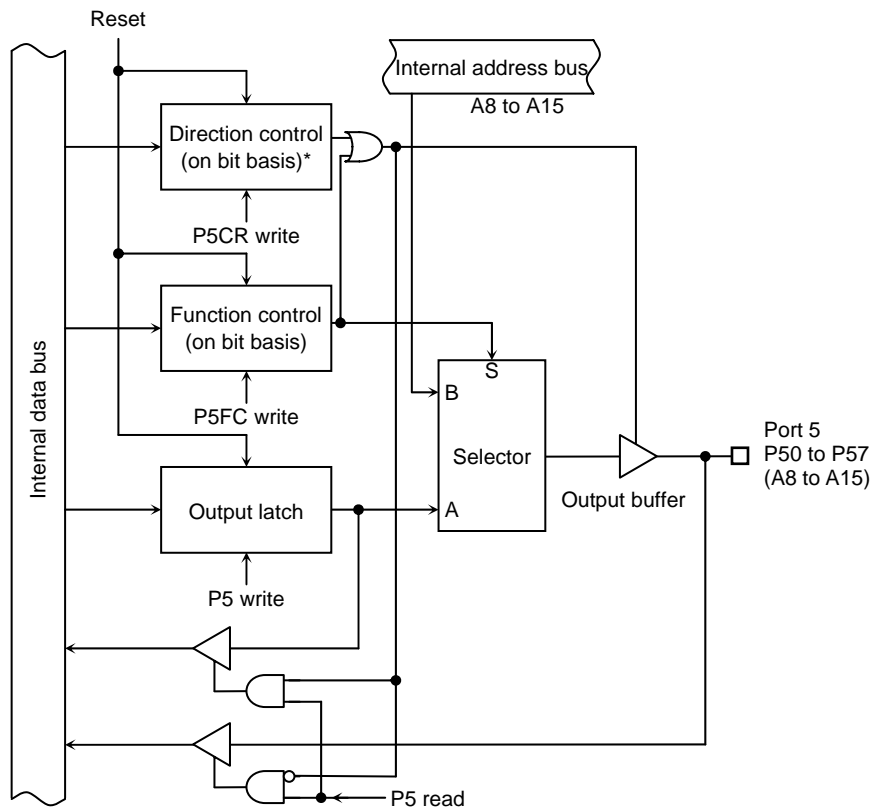 Reset
Internal address bus
A8 to A15
Direction control
(on bit basis)*
P5CR write
Function control
(on bit basis)
P5FC write
Internal data bus
S
B
Selector
A
Output latch
P5 write
Output buffer
Port 5
P50 to P57
(A8 to A15)
P5 read